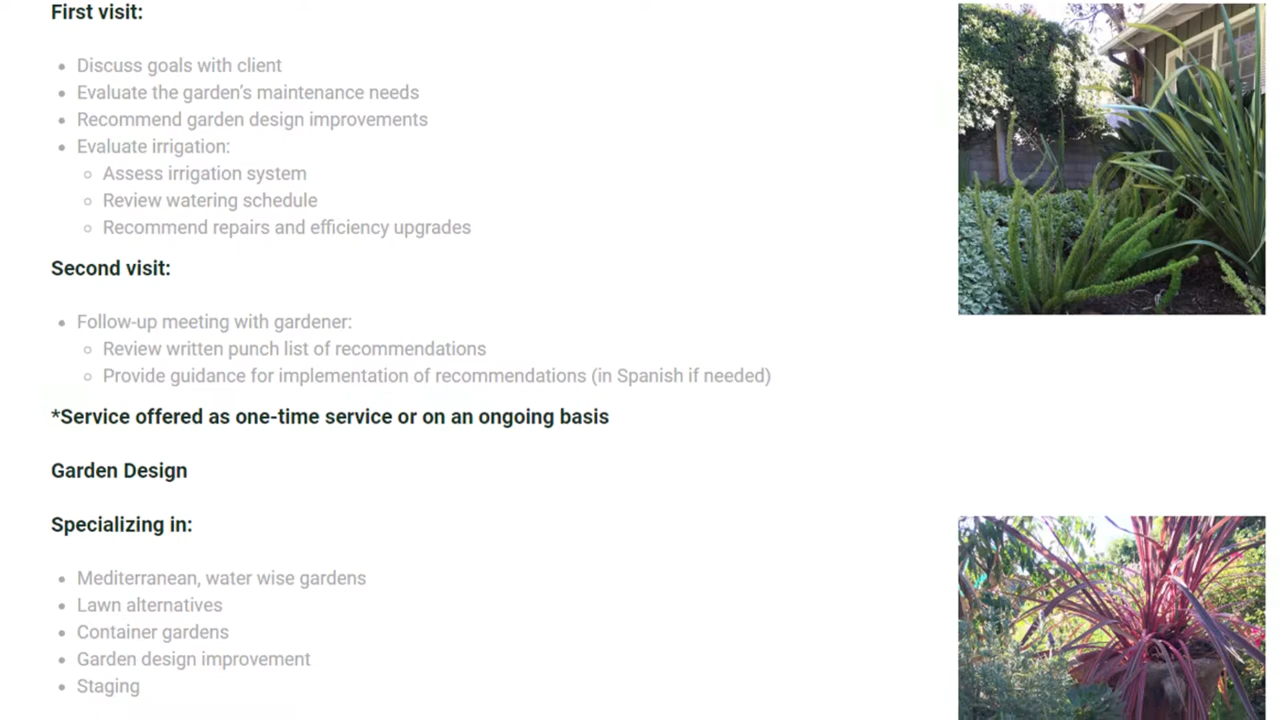 First visit:
Discuss goals with client
Evaluate the garden's maintenance needs
Recommend garden design improvements
Evaluate irrigation:
Assess irrigation system
Review watering schedule
Recommend repairs and efficiency upgrades
Second visit:
Follow-up meeting with gardener:
Review written punch list of recommendations
Provide guidance for implementation of recommendations (in Spanish if needed)
*Service offered as one-time service or on an ongoing basis
Garden Design
Specializing in:
Mediterranean, water wise gardens
Lawn alternatives
Container gardens
Garden design improvement
Staging